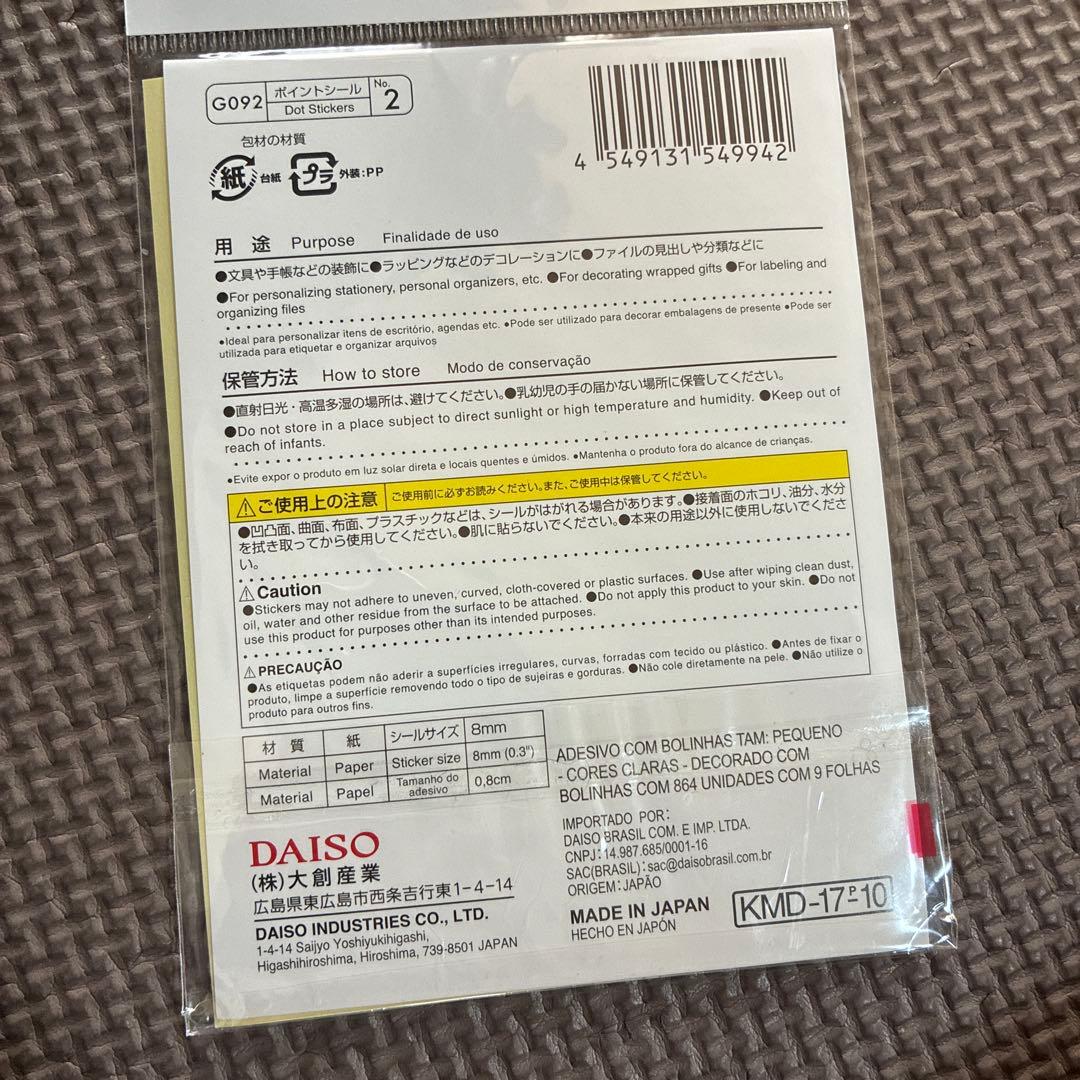 G092 ポイントシール Dot Stickers No. 2
4 549131 549942
包材の材質
紙 台紙 プラ 外装:PP
用途 Purpose Finalidade de uso
●文具や手帳などの装飾に●ラッピングなどのデコレーションに●ファイルの見出しや分類などに
●For personalizing stationery, personal organizers, etc. ●For decorating wrapped gifts ●For labeling and
organizing files
●Ideal para personalizar itens de escritório, agendas etc. ●Pode ser utilizado para decorar embalagens de presente ●Pode ser
utilizada para etiquetar e organizar arquivos
保管方法 How to store Modo de conservação
●直射日光・高温多湿の場所は、避けてください。●乳幼児の手の届かない場所に保管してください。
●Do not store in a place subject to direct sunlight or high temperature and humidity. ●Keep out of
reach of infants.
●Evite expor o produto em luz solar direta e locais quentes e úmidos. ●Mantenha o produto fora do alcance de crianças.
⚠ご使用上の注意 ご使用前に必ずお読みください。また、ご使用中は保管してください。
●凹凸面、曲面、布面、プラスチックなどは、シールがはがれる場合があります。●接着面のホコリ、油分、水分
を拭き取ってから使用してください。●肌に貼らないでください。●本来の用途以外に使用しないでくださ
い。
⚠Caution
●Stickers may not adhere to uneven, curved, cloth-covered or plastic surfaces. ●Use after wiping clean dust,
oil, water and other residue from the surface to be attached. ●Do not apply this product to your skin. ●Do not
use this product for purposes other than its intended purposes.
⚠PRECAUÇÃO
●As etiquetas podem não aderir a superfícies irregulares, curvas, forradas com tecido ou plástico. ●Antes de fixar o
produto, limpe a superfície removendo todo o tipo de sujeiras e gorduras. ●Não cole diretamente na pele. ●Não utilize o
produto para outros fins.
材質 紙 シールサイズ 8mm
Material Paper Sticker size 8mm (0.3")
Material Papel Tamanho do adesivo 0,8cm
ADESIVO COM BOLINHAS TAM: PEQUENO
- CORES CLARAS - DECORADO COM
BOLINHAS COM 864 UNIDADES COM 9 FOLHAS
IMPORTADO POR:
DAISO BRASIL COM. E IMP. LTDA.
CNPJ:14.987.685/0001-16
SAC(BRASIL):sac@daisobrasil.com.br
ORIGEM:JAPÃO
MADE IN JAPAN
HECHO EN JAPÓN
KMD-17P-10
DAISO
(株)大創産業
広島県東広島市西条吉行東1-4-14
DAISO INDUSTRIES CO., LTD.
1-4-14 Saijyo Yoshiyukihigashi,
Higashihiroshima, Hiroshima, 739-8501 JAPAN